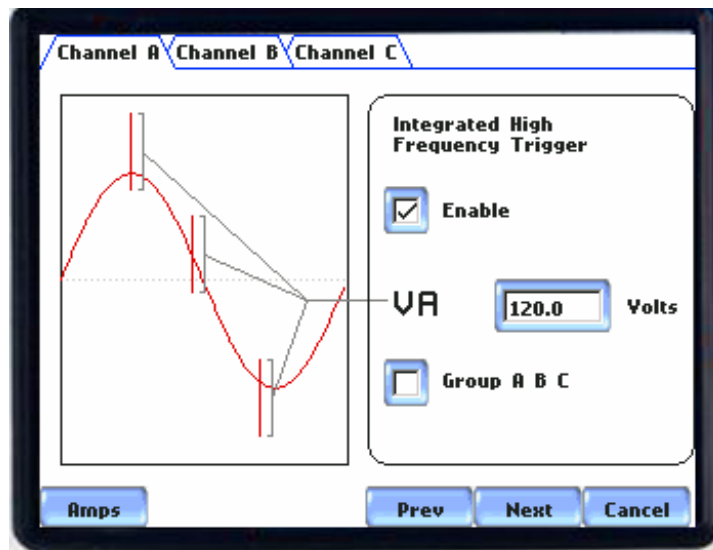 Channel A Channel B Channel C
Integrated High
Frequency Trigger
Enable
VA 120.0 Volts
Group A B C
Amps Prev Next Cancel